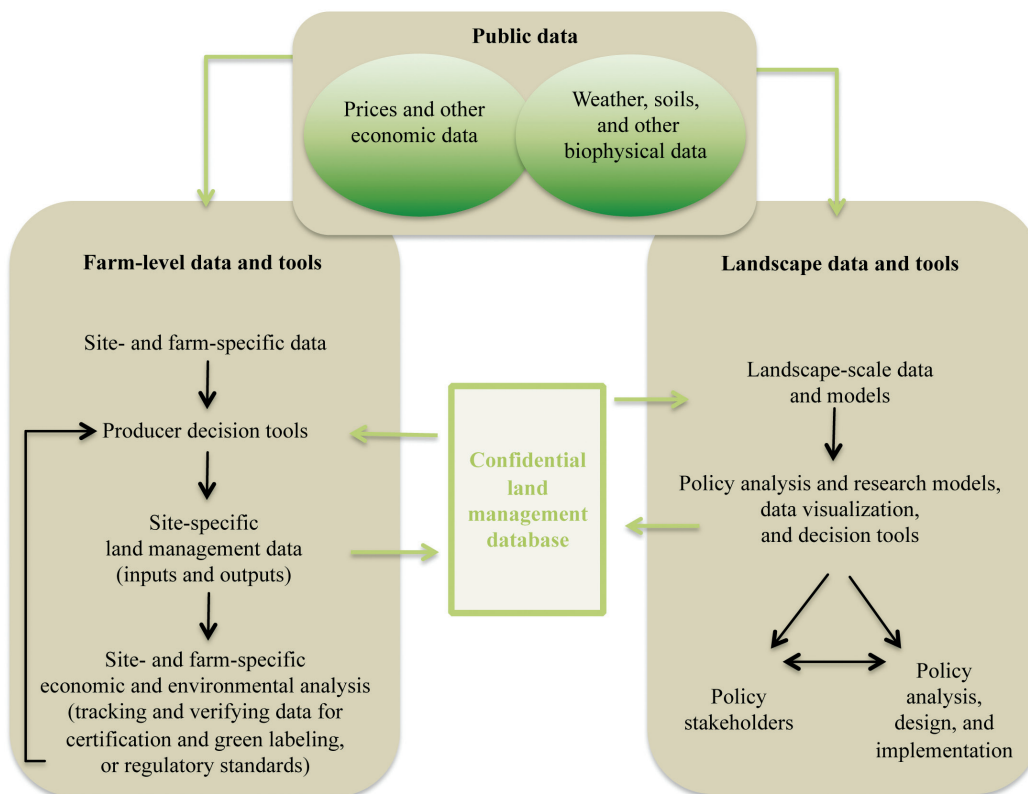 Public data
Prices and other
economic data
Weather, soils,
and other
biophysical data
Farm-level data and tools
Site- and farm-specific data
Producer decision tools
Site-specific
land management data
(inputs and outputs)
Site- and farm-specific
economic and environmental analysis
(tracking and verifying data for
certification and green labeling,
or regulatory standards)
Confidential
land
management
database
Landscape data and tools
Landscape-scale data
and models
Policy analysis and research models,
data visualization,
and decision tools
Policy
stakeholders
Policy
analysis,
design, and
implementation